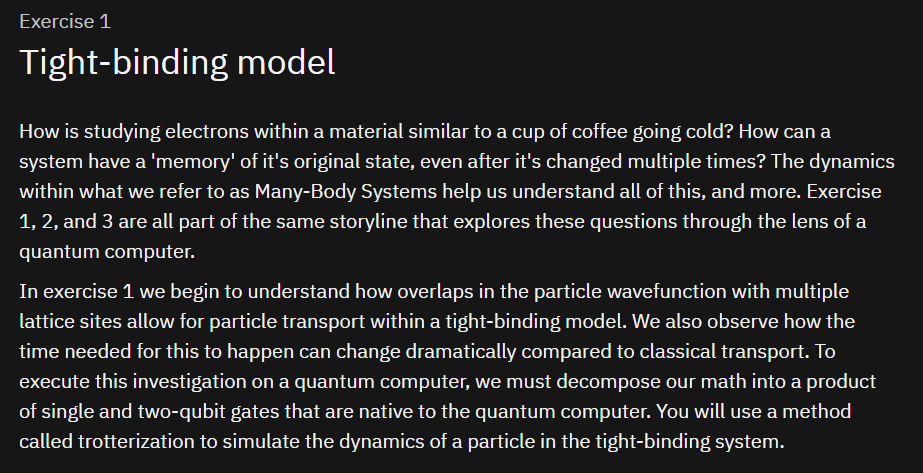 Exercise 1
Tight-binding model
How is studying electrons within a material similar to a cup of coffee going cold? How can a
system have a 'memory' of it's original state, even after it's changed multiple times? The dynamics
within what we refer to as Many-Body Systems help us understand all of this, and more. Exercise
1, 2, and 3 are all part of the same storyline that explores these questions through the lens of a
quantum computer.
In exercise 1 we begin to understand how overlaps in the particle wavefunction with multiple
lattice sites allow for particle transport within a tight-binding model. We also observe how the
time needed for this to happen can change dramatically compared to classical transport. To
execute this investigation on a quantum computer, we must decompose our math into a product
of single and two-qubit gates that are native to the quantum computer. You will use a method
called trotterization to simulate the dynamics of a particle in the tight-binding system.